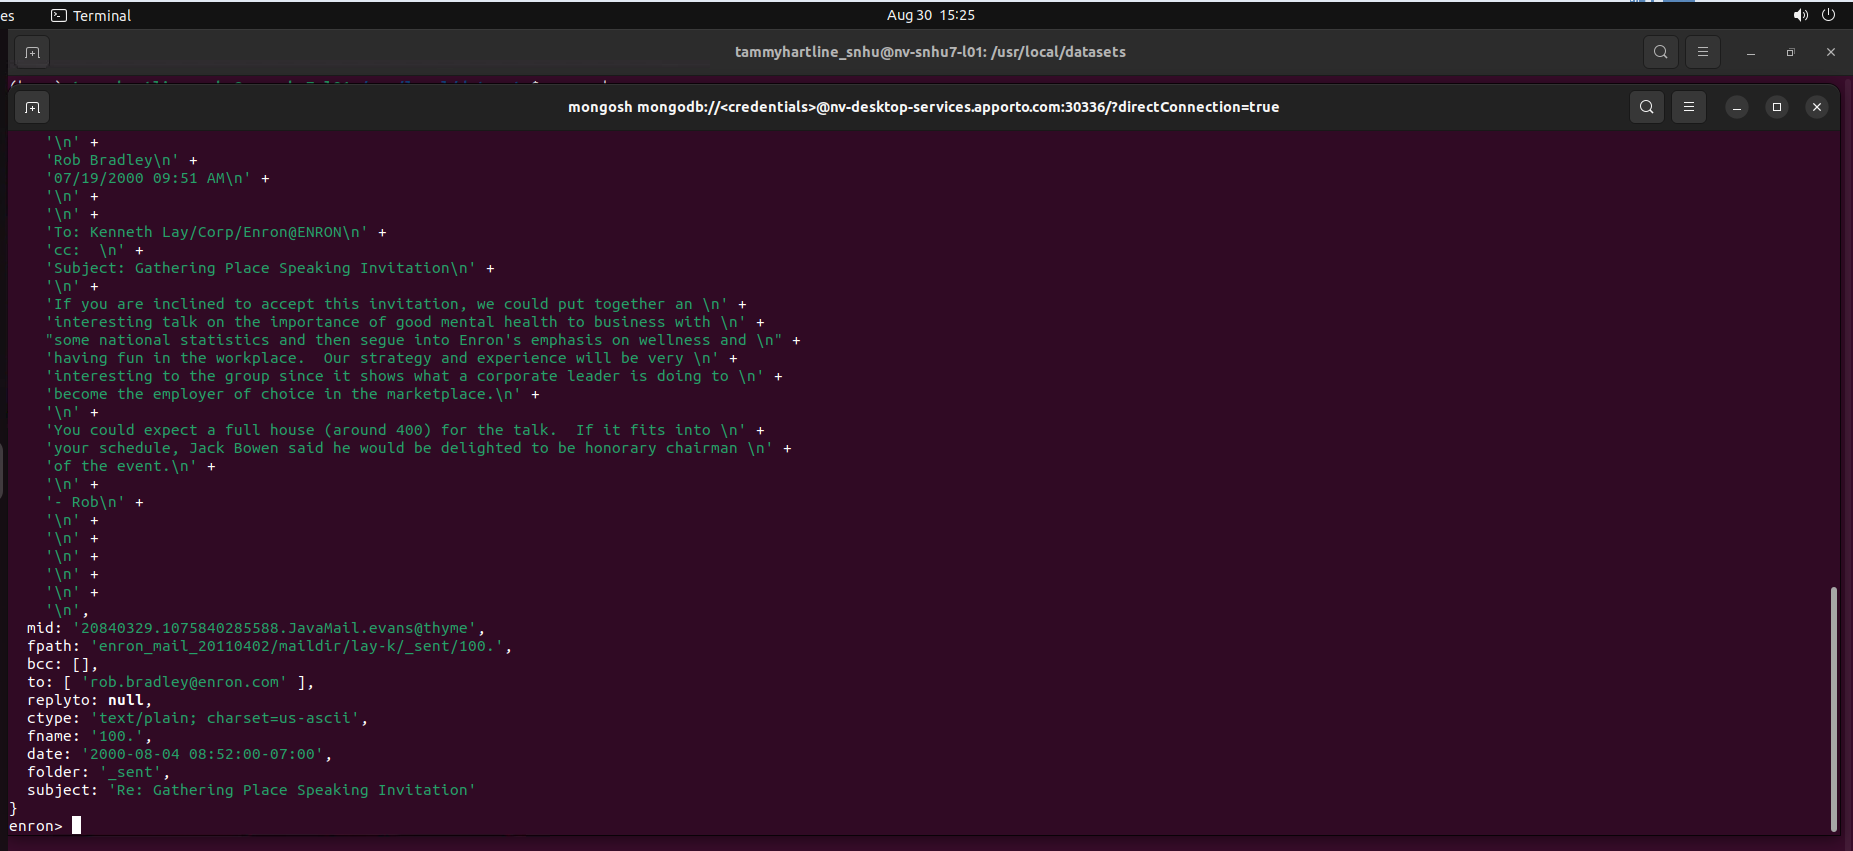 es Terminal Aug 30 15:25
tammyhartline_snhu@nv-snhu7-l01: /usr/local/datasets
mongosh mongodb://<credentials>@nv-desktop-services.apporto.com:30336/?directConnection=true
'\n' +
'Rob Bradley\n' +
'07/19/2000 09:51 AM\n' +
'\n' +
'\n' +
'To: Kenneth Lay/Corp/Enron@ENRON\n' +
'cc:  \n' +
'Subject: Gathering Place Speaking Invitation\n' +
'\n' +
'If you are inclined to accept this invitation, we could put together an \n' +
'interesting talk on the importance of good mental health to business with \n' +
"some national statistics and then segue into Enron's emphasis on wellness and \n" +
'having fun in the workplace.  Our strategy and experience will be very \n' +
'interesting to the group since it shows what a corporate leader is doing to \n' +
'become the employer of choice in the marketplace.\n' +
'\n' +
'You could expect a full house (around 400) for the talk.  If it fits into \n' +
'your schedule, Jack Bowen said he would be delighted to be honorary chairman \n' +
'of the event.\n' +
'\n' +
'- Rob\n' +
'\n' +
'\n' +
'\n' +
'\n' +
'\n' +
'\n',
mid: '20840329.1075840285588.JavaMail.evans@thyme',
fpath: 'enron_mail_20110402/maildir/lay-k/_sent/100.',
bcc: [],
to: [ 'rob.bradley@enron.com' ],
replyto: null,
ctype: 'text/plain; charset=us-ascii',
fname: '100.',
date: '2000-08-04 08:52:00-07:00',
folder: '_sent',
subject: 'Re: Gathering Place Speaking Invitation'
}
enron>